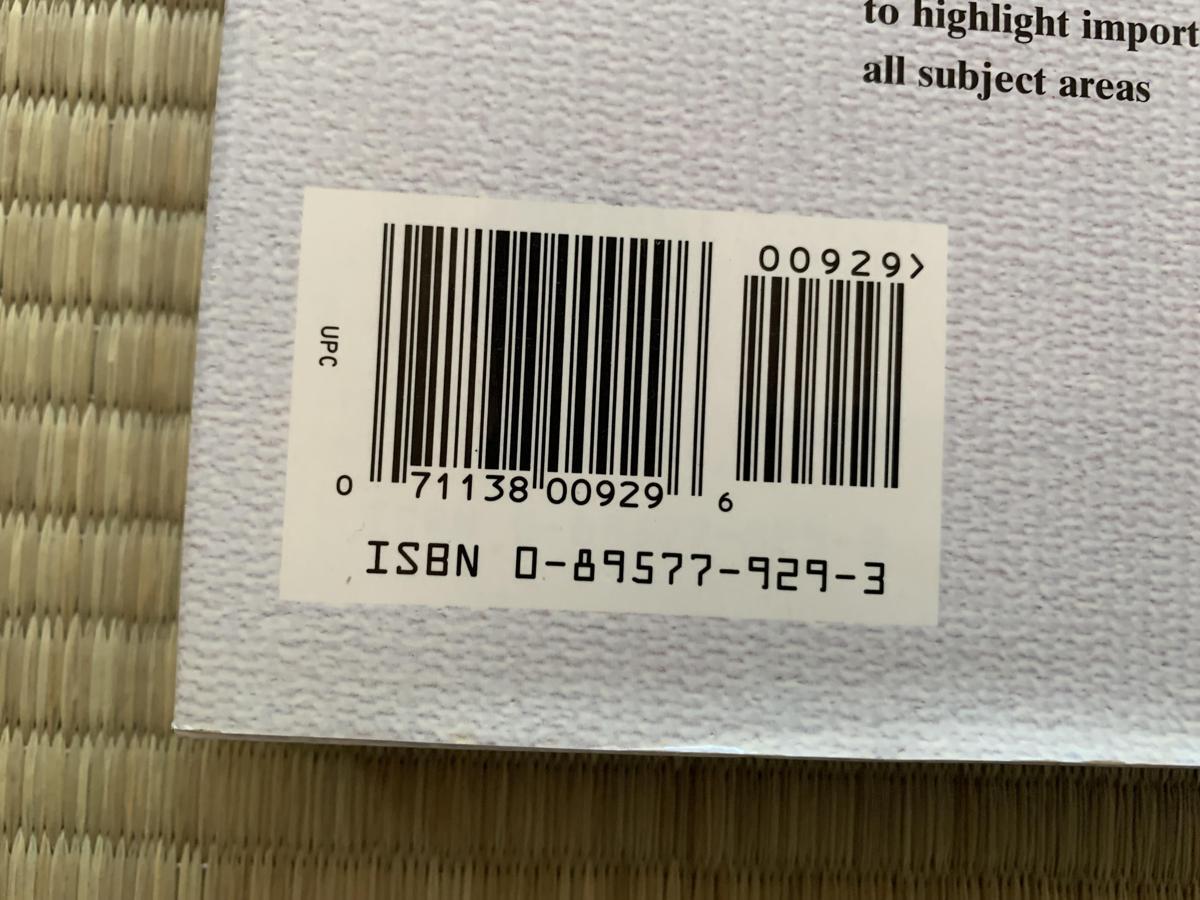 to highlight import
all subject areas
00929>
UPC
0 71138 00929 6
ISBN 0-89577-929-3